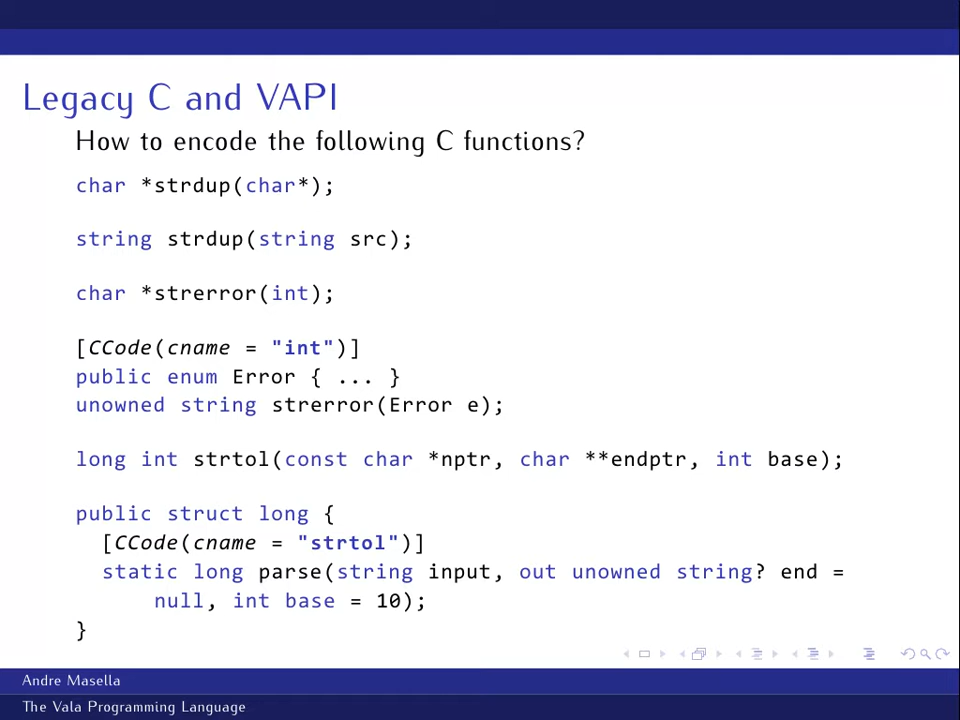 Legacy C and VAPI
How to encode the following C functions?
char *strdup(char*);
string strdup(string src);
char *strerror(int);
[CCode(cname = "int")]
public enum Error { ... }
unowned string strerror(Error e);
long int strtol(const char *nptr, char **endptr, int base);
public struct long {
[CCode(cname = "strtol")]
static long parse(string input, out unowned string? end =
null, int base = 10);
}
Andre Masella
The Vala Programming Language